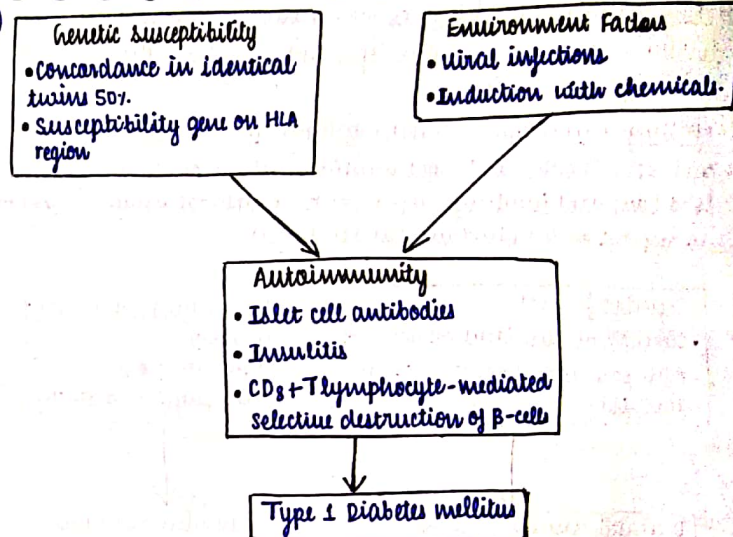 Genetic susceptibility
• Concordance in identical
twins 50%.
• Susceptibility gene on HLA
region
Environment Factors
• Viral infections
• Induction with chemicals.
Autoimmunity
• Islet cell antibodies
• Insulitis
• CD8+ T lymphocyte-mediated
selective destruction of β-cells
Type 1 Diabetes mellitus